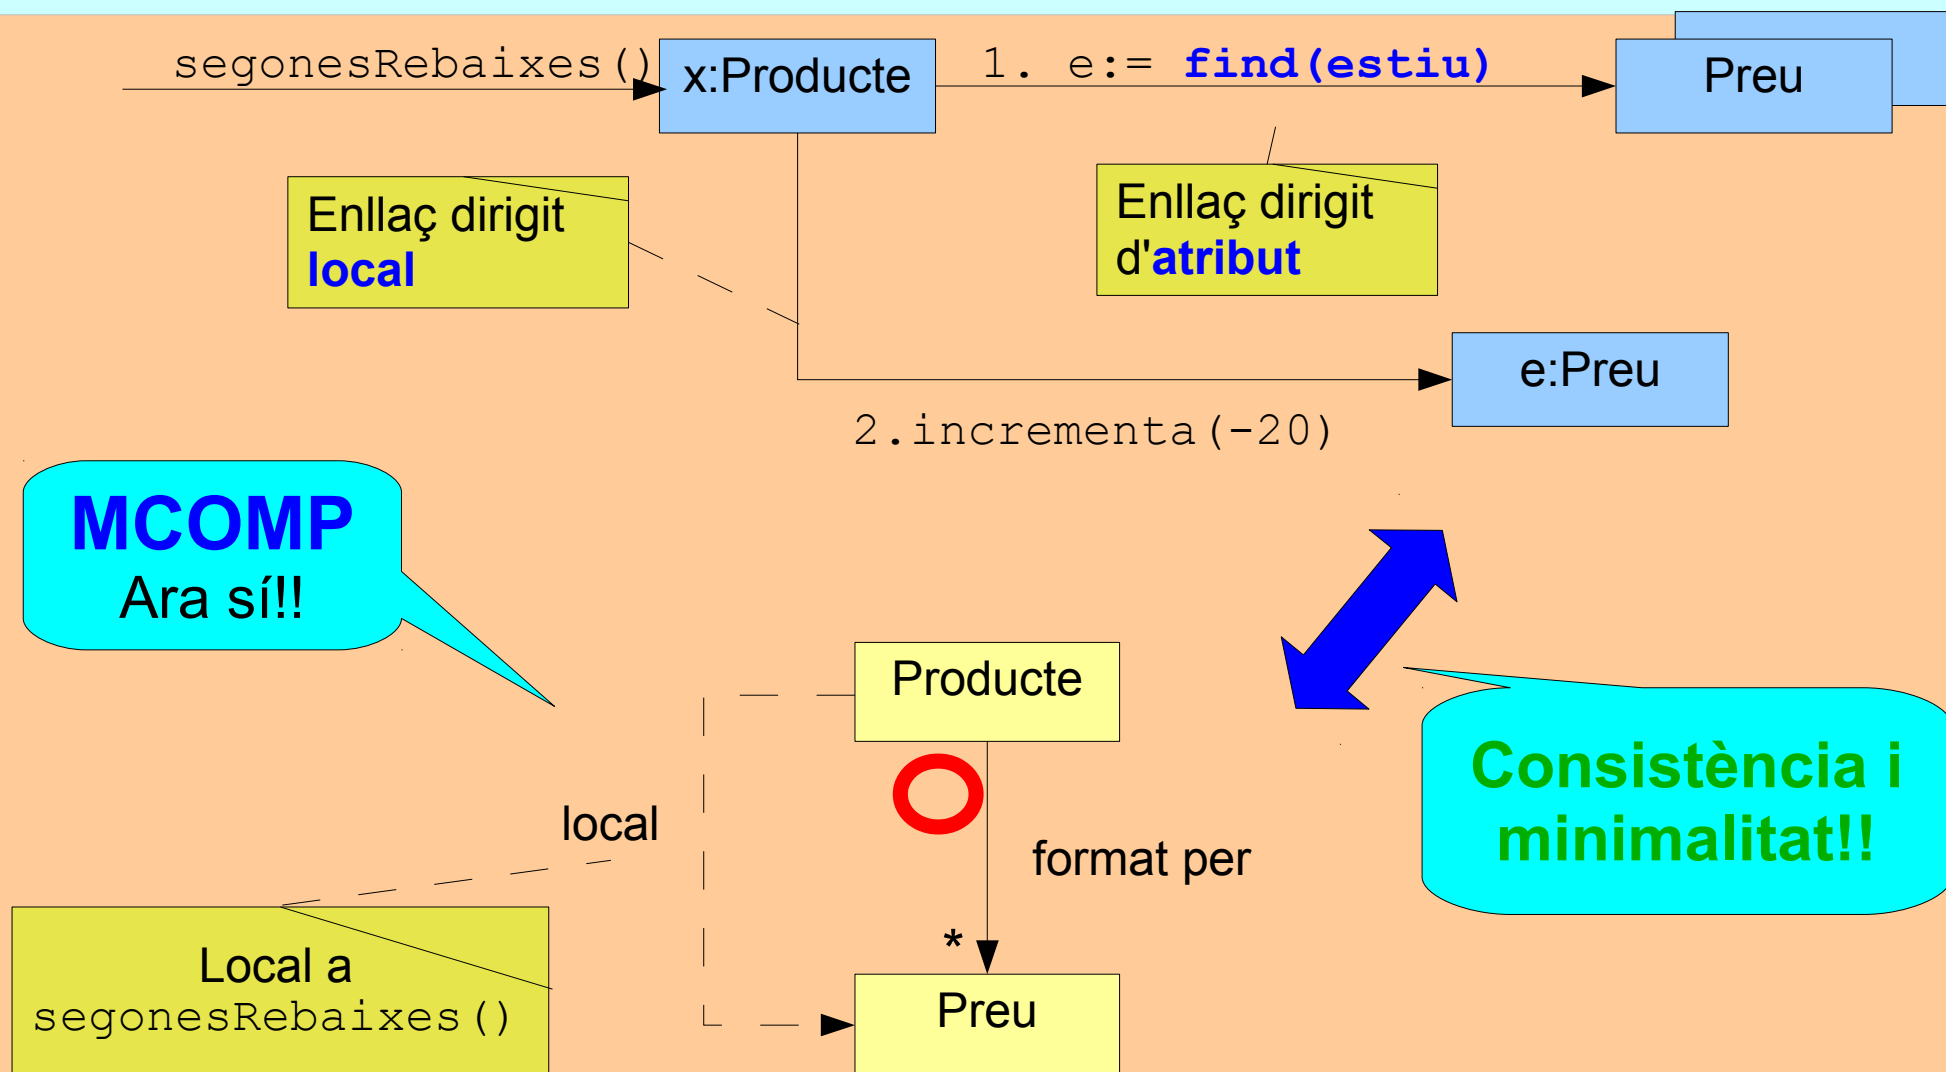 segonesRebaixes()
x:Producte
1. e:= find(estiu)
Preu
Enllaç dirigit
local
Enllaç dirigit
d'atribut
e:Preu
2.incrementa(-20)
MCOMP
Ara sí!!
Producte
Consistència i
minimalitat!!
local
format per
*
Local a
segonesRebaixes()
Preu